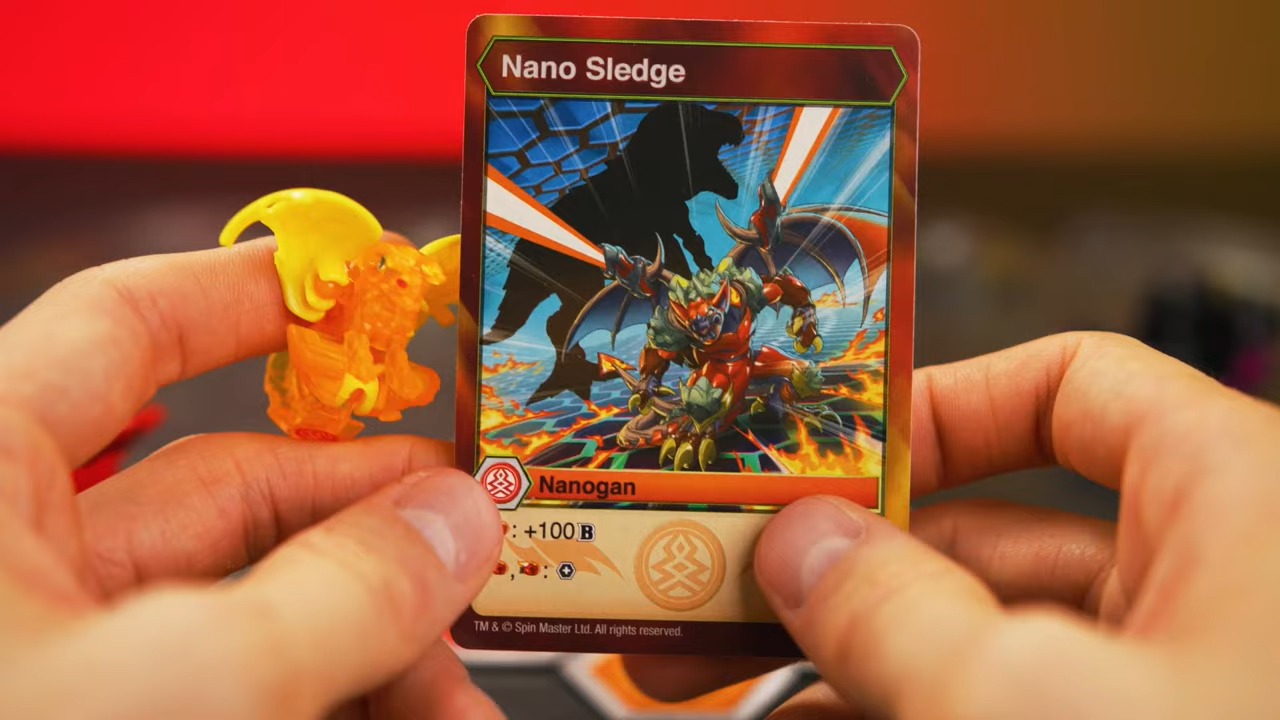 Nano Sledge
Nanogan
: +100B
, :
TM & © Spin Master Ltd. All rights reserved.